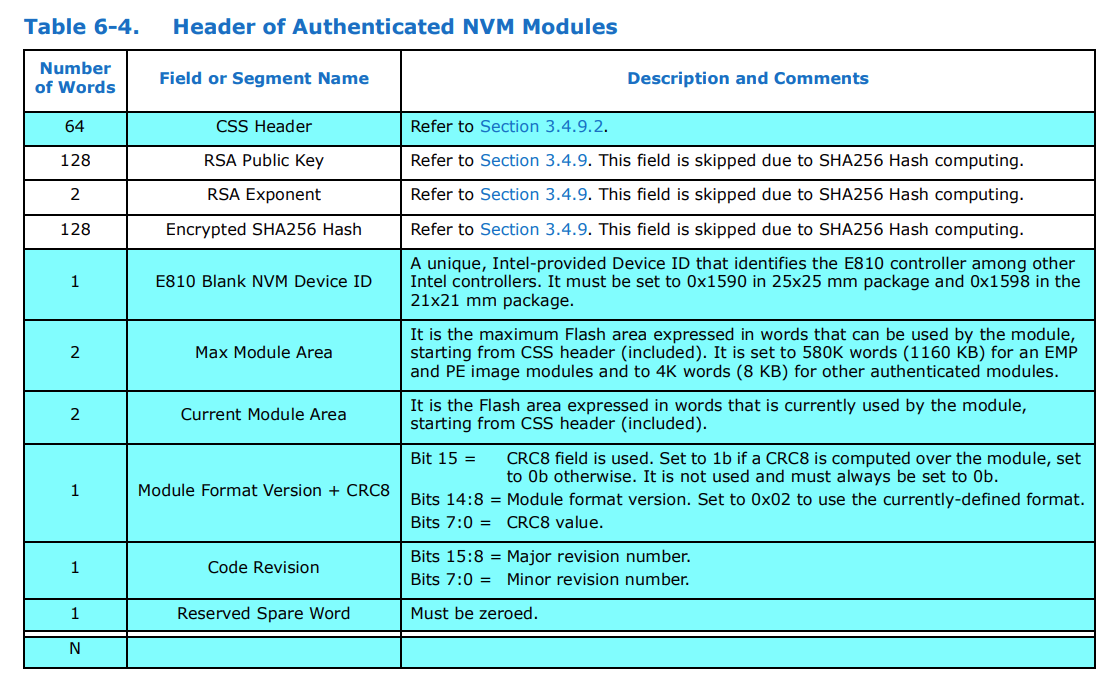 Table 6-4. Header of Authenticated NVM Modules
Number of Words Field or Segment Name Description and Comments
64 CSS Header Refer to Section 3.4.9.2.
128 RSA Public Key Refer to Section 3.4.9. This field is skipped due to SHA256 Hash computing.
2 RSA Exponent Refer to Section 3.4.9. This field is skipped due to SHA256 Hash computing.
128 Encrypted SHA256 Hash Refer to Section 3.4.9. This field is skipped due to SHA256 Hash computing.
1 E810 Blank NVM Device ID A unique, Intel-provided Device ID that identifies the E810 controller among other
Intel controllers. It must be set to 0x1590 in 25x25 mm package and 0x1598 in the
21x21 mm package.
2 Max Module Area It is the maximum Flash area expressed in words that can be used by the module,
starting from CSS header (included). It is set to 580K words (1160 KB) for an EMP
and PE image modules and to 4K words (8 KB) for other authenticated modules.
2 Current Module Area It is the Flash area expressed in words that is currently used by the module,
starting from CSS header (included).
1 Module Format Version + CRC8 Bit 15 = CRC8 field is used. Set to 1b if a CRC8 is computed over the module, set
to 0b otherwise. It is not used and must always be set to 0b.
Bits 14:8 = Module format version. Set to 0x02 to use the currently-defined format.
Bits 7:0 = CRC8 value.
1 Code Revision Bits 15:8 = Major revision number.
Bits 7:0 = Minor revision number.
1 Reserved Spare Word Must be zeroed.
N